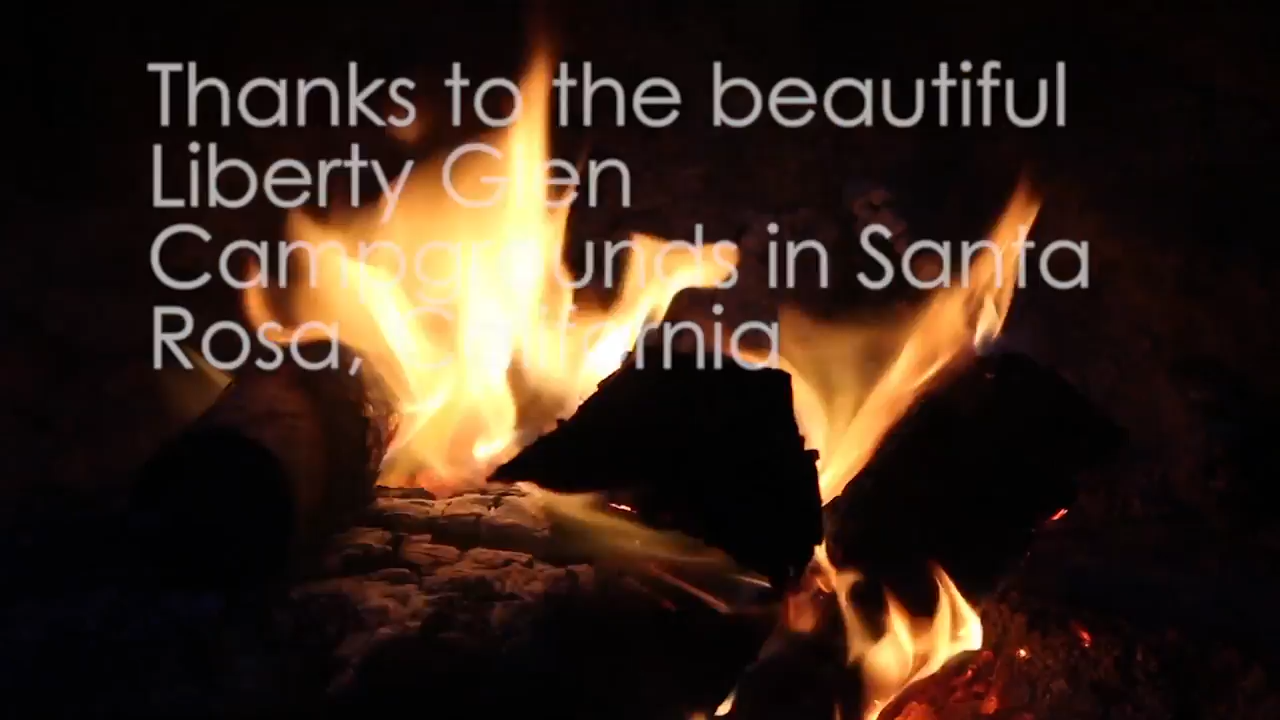 Thanks to the beautiful
Liberty Glen
Campgrounds in Santa
Rosa, California